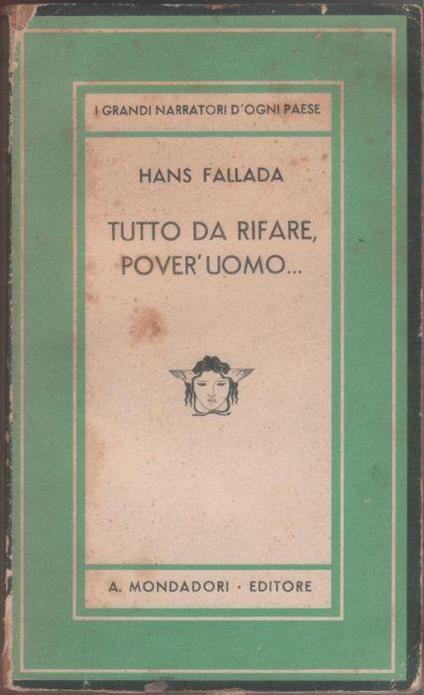 I GRANDI NARRATORI D'OGNI PAESE
HANS FALLADA
TUTTO DA RIFARE,
POVER'UOMO...
A. MONDADORI • EDITORE